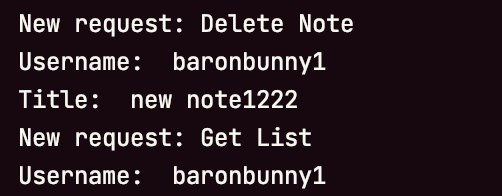 New request: Delete Note
Username:  baronbunny1
Title:  new note1222
New request: Get List
Username:  baronbunny1